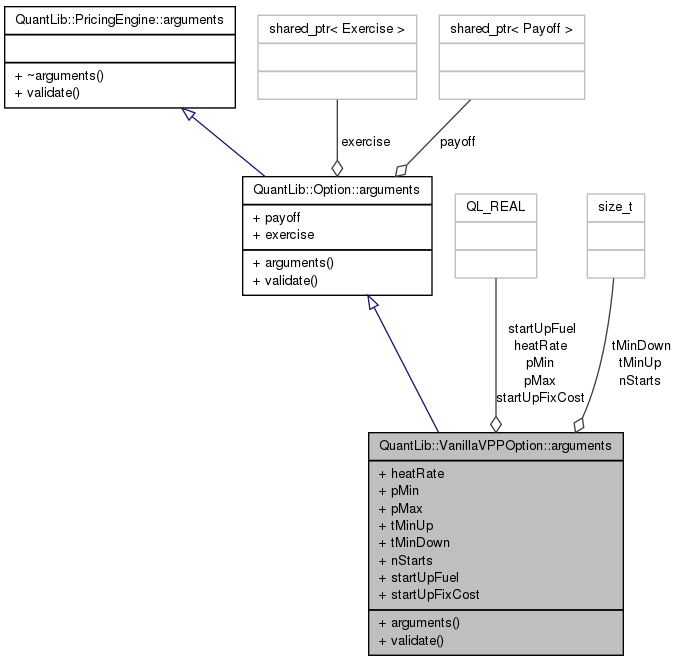 QuantLib::PricingEngine::arguments
+ ~arguments()
+ validate()
shared_ptr< Exercise >
shared_ptr< Payoff >
exercise
payoff
QuantLib::Option::arguments
+ payoff
+ exercise
+ arguments()
+ validate()
QL_REAL
size_t
startUpFuel
heatRate
pMin
pMax
startUpFixCost
tMinDown
tMinUp
nStarts
QuantLib::VanillaVPPOption::arguments
+ heatRate
+ pMin
+ pMax
+ tMinUp
+ tMinDown
+ nStarts
+ startUpFuel
+ startUpFixCost
+ arguments()
+ validate()